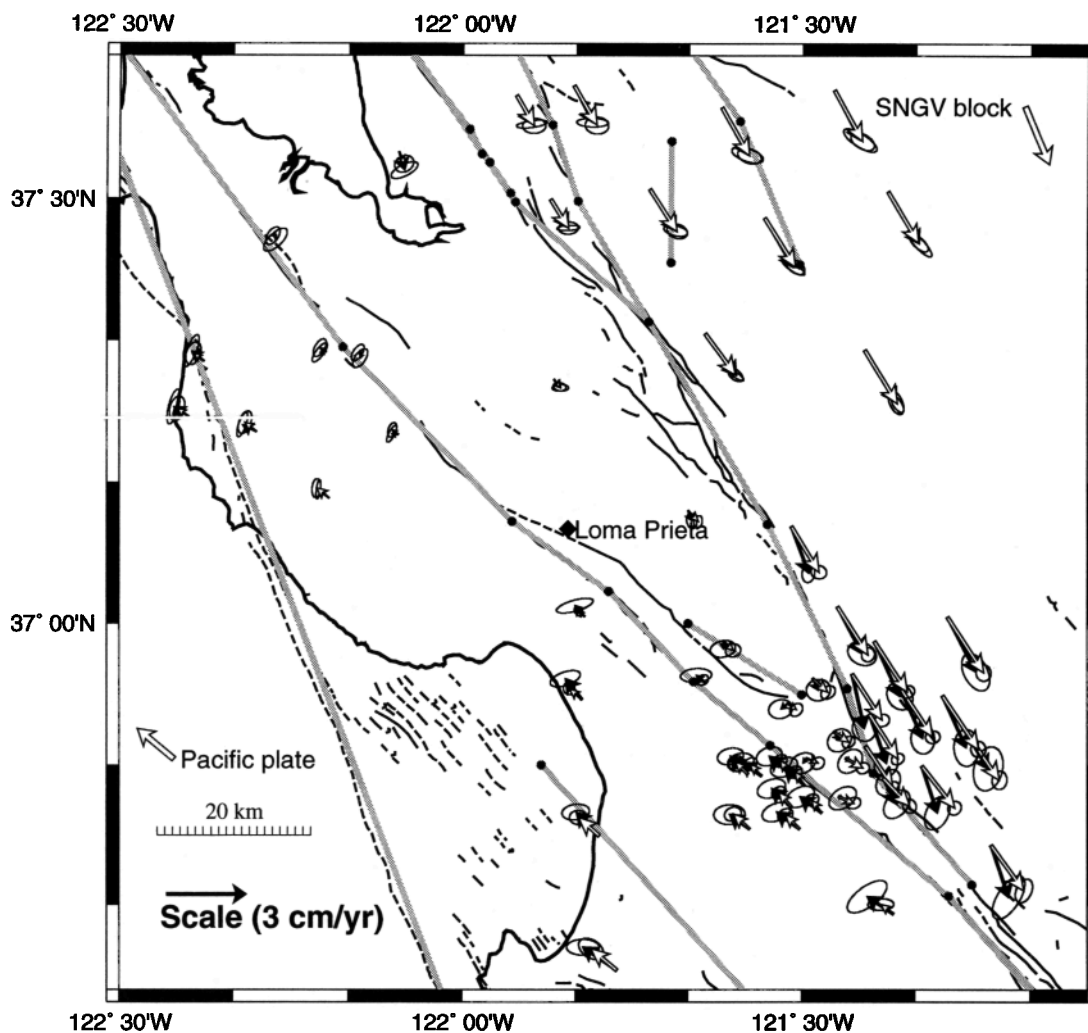 122° 30'W 122° 00'W 121° 30'W
SNGV block
37° 30'N
Loma Prieta
37° 00'N
Pacific plate
20 km
Scale (3 cm/yr)
122° 30'W 122° 00'W 121° 30'W